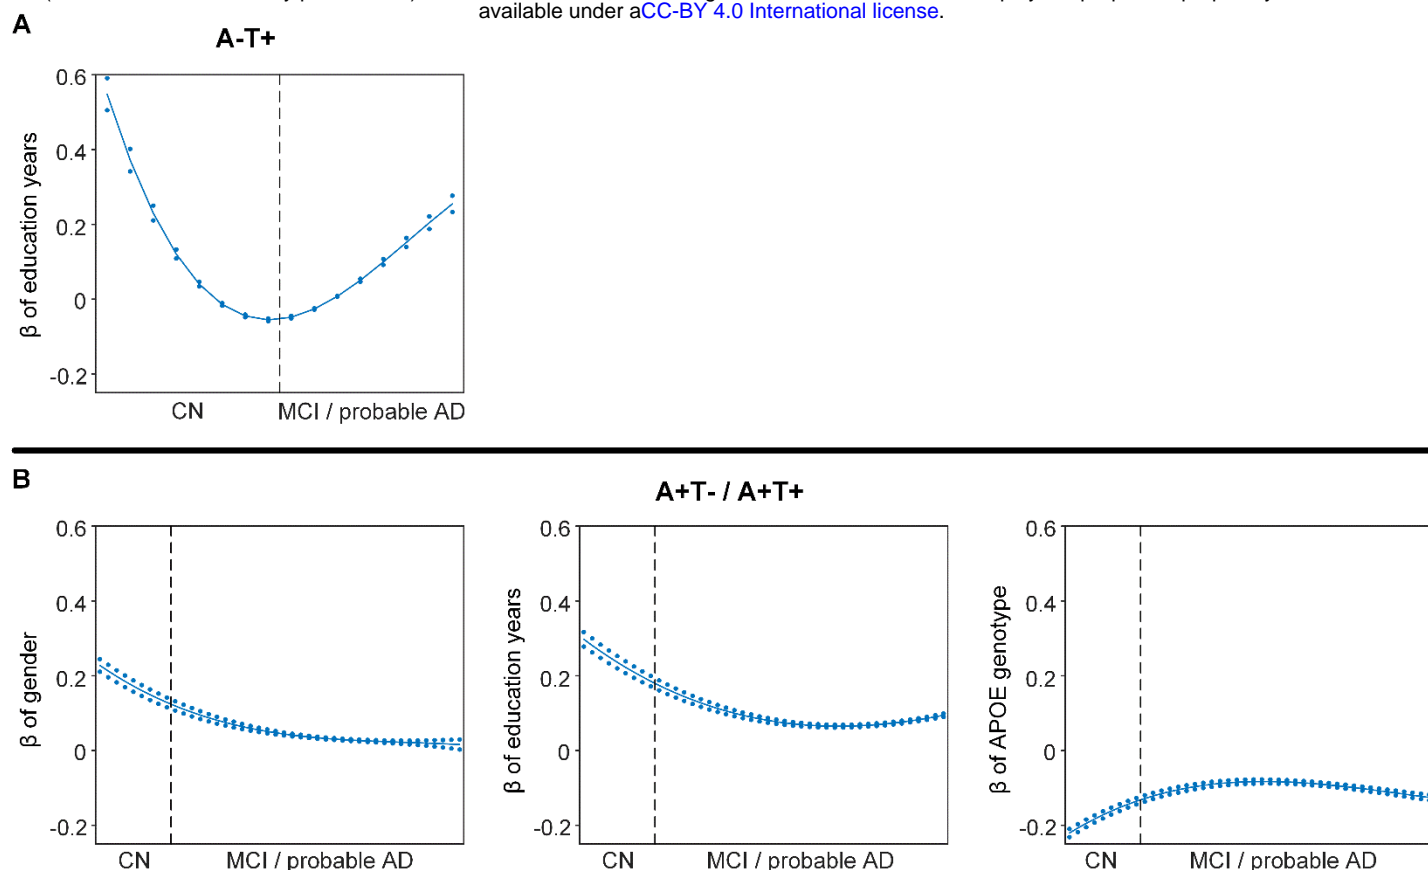 available under aCC-BY 4.0 International license.
A
A-T+
0.6
0.4
0.2
0
-0.2
β of education years
CN
MCI / probable AD
B
A+T- / A+T+
0.6
0.4
0.2
0
-0.2
β of gender
CN
MCI / probable AD
0.6
0.4
0.2
0
-0.2
β of education years
CN
MCI / probable AD
0.6
0.4
0.2
0
-0.2
β of APOE genotype
CN
MCI / probable AD